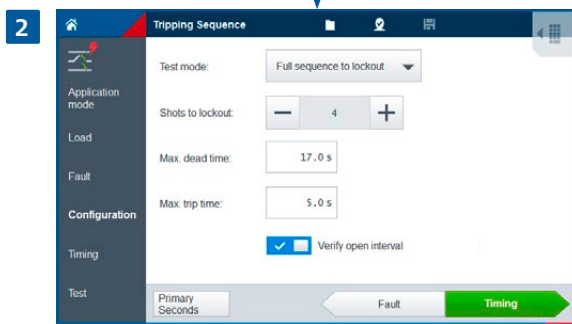 2
Tripping Sequence
Application
mode
Load
Fault
Configuration
Timing
Test
Test mode:
Full sequence to lockout
Shots to lockout:
4
Max. dead time:
17.0 s
Max. trip time:
5.0 s
Verify open interval
Primary
Seconds
Fault
Timing